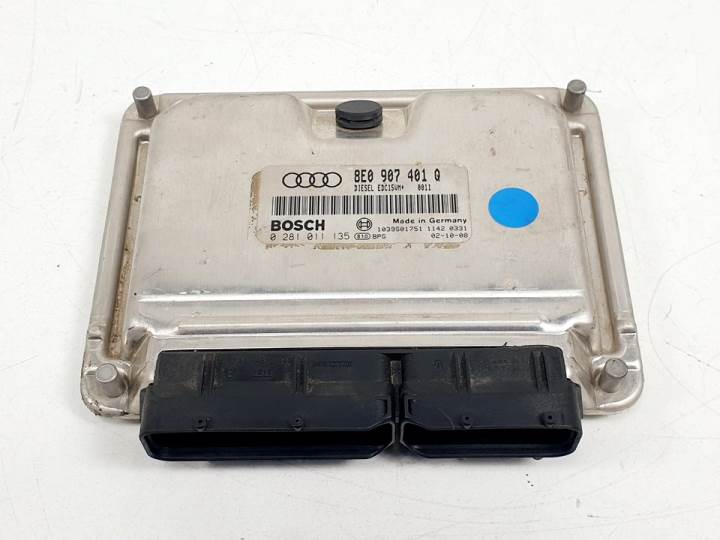 8E0 907 401 Q
DIESEL EDC15VM+ 0011
BOSCH
Made in Germany
0 281 011 135 810 BPG 1039S01751 1142 0331 02-10-08